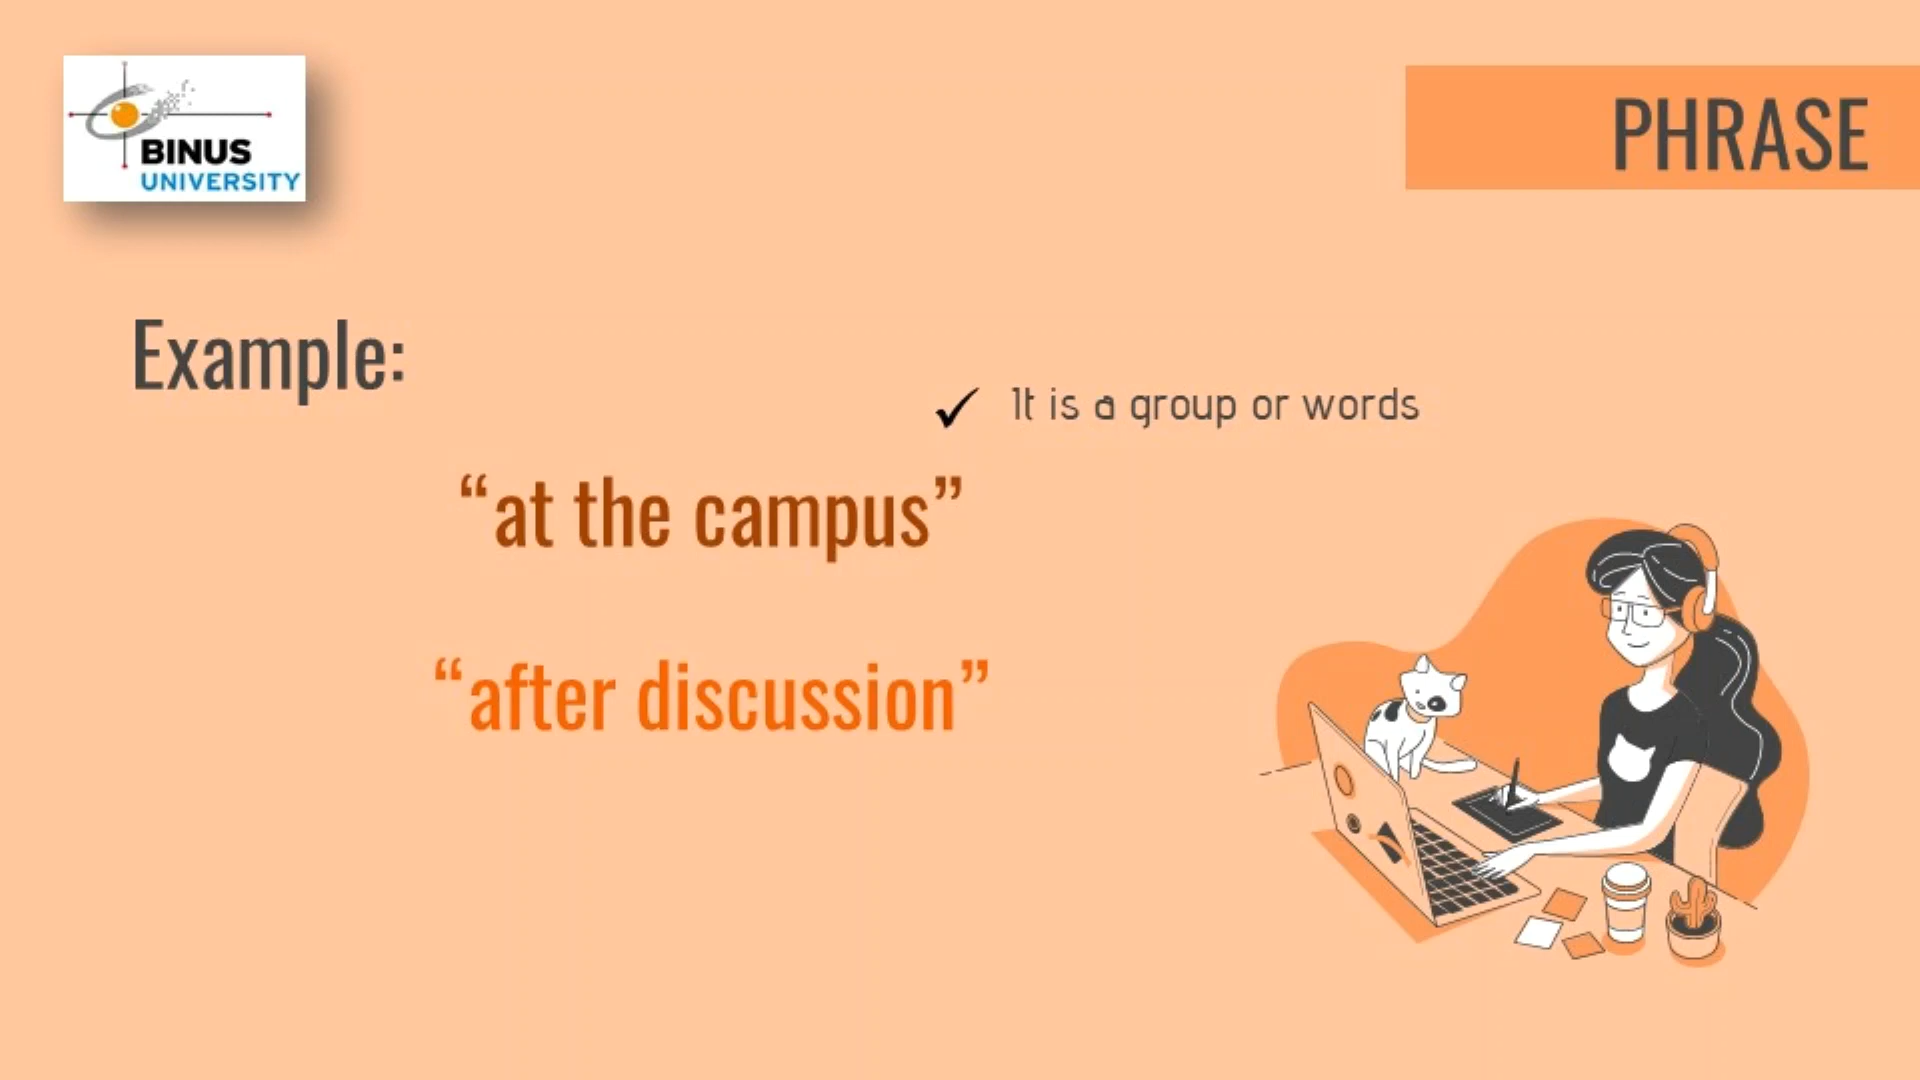 BINUS
UNIVERSITY
PHRASE
Example:
It is a group or words
“at the campus”
“after discussion”